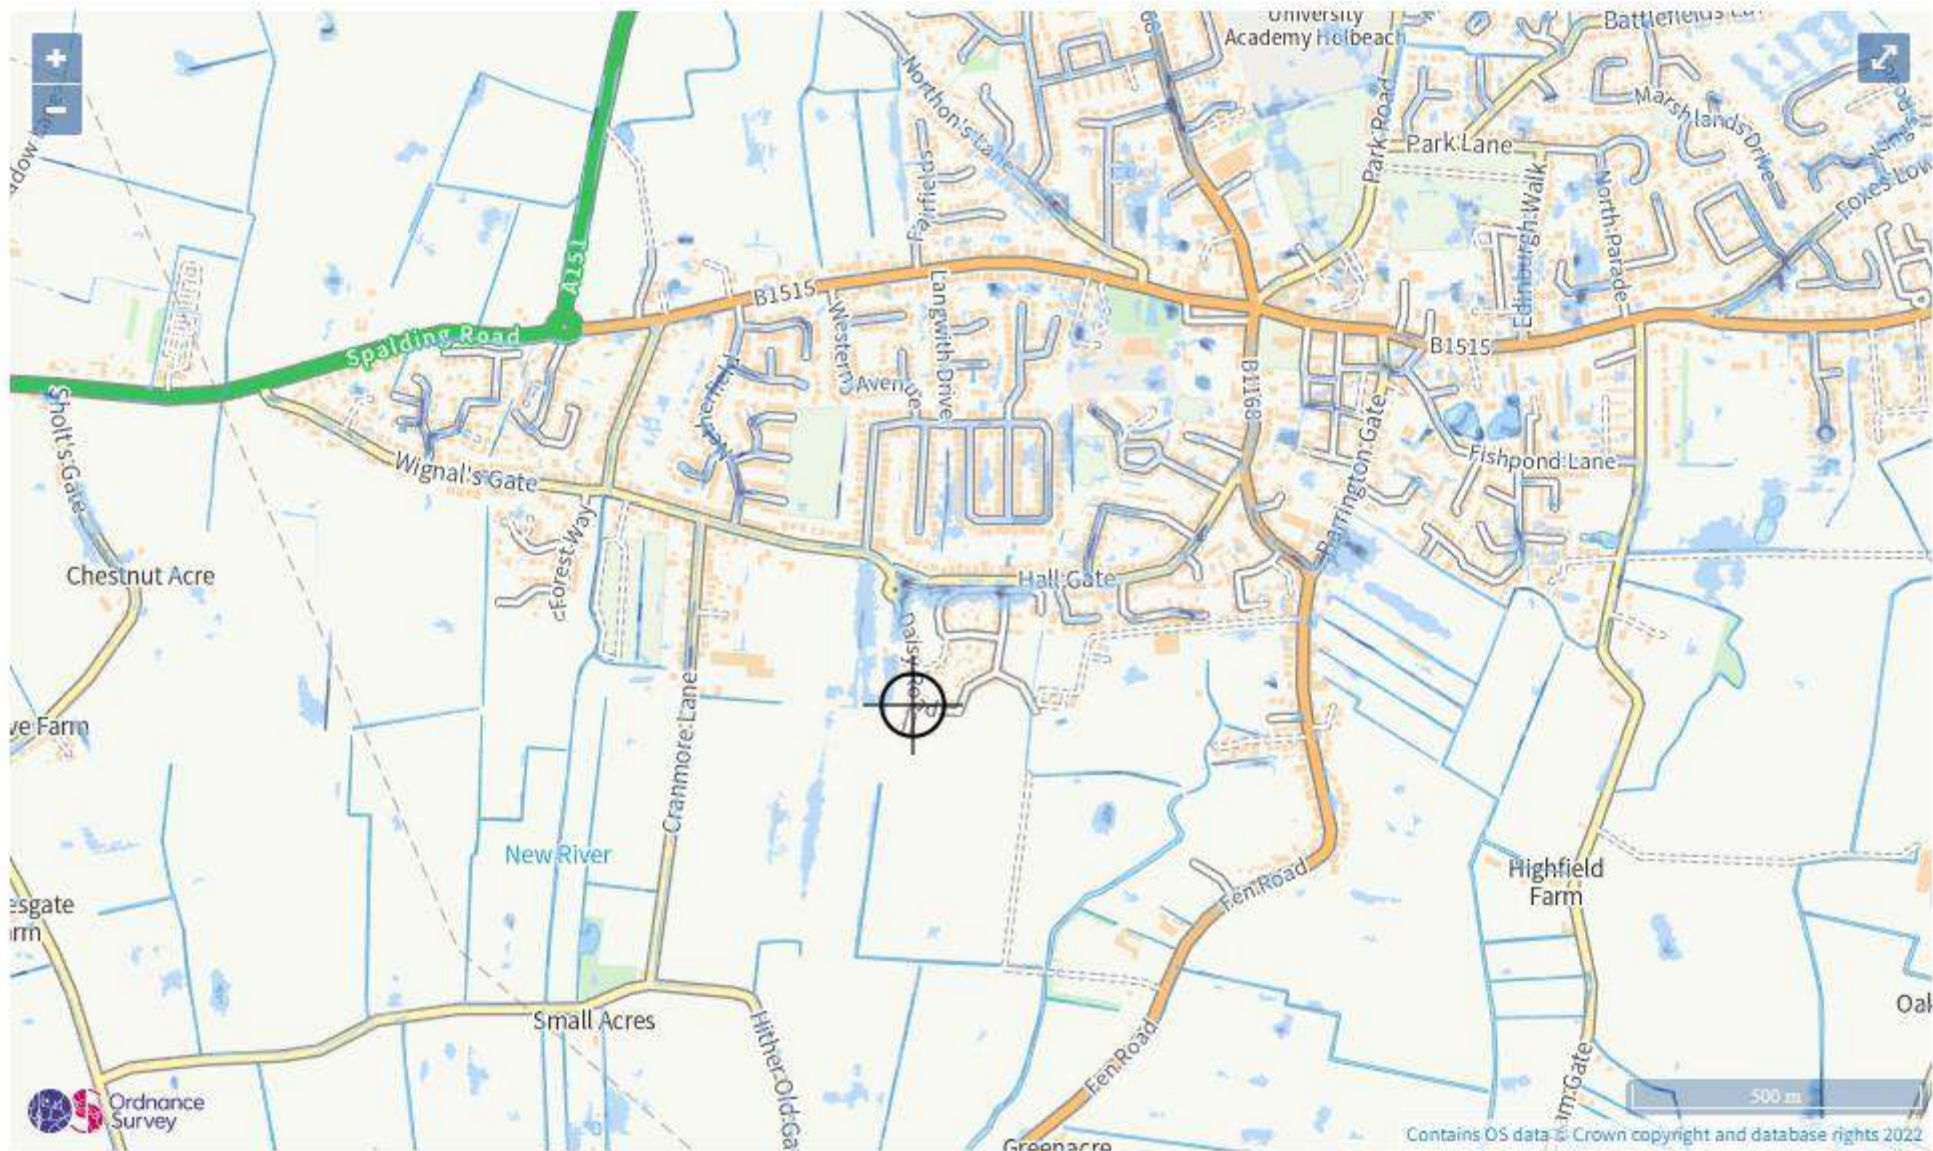 +
−
University
Academy Holbeach
Battlefields
Northon's Lane
Park Road
Park Lane
Marshlands Drive
Edinburgh Walk
North Parade
A151
Spalding Road
B1515
Fairfields
Langwith Drive
Western
Avenue
Netherfield
B1168
Barrington Gate
B1515
Fishpond Lane
Sholt's Gate
Wignal's Gate
Forest Way
Hall Gate
Chestnut Acre
Daisy Road
Cranmore Lane
New River
Highfield
Farm
Fen Road
Small Acres
Hither Old Ga
Fen Road
Greenacre
Ordnance
Survey
500 m
Contains OS data © Crown copyright and database rights 2022